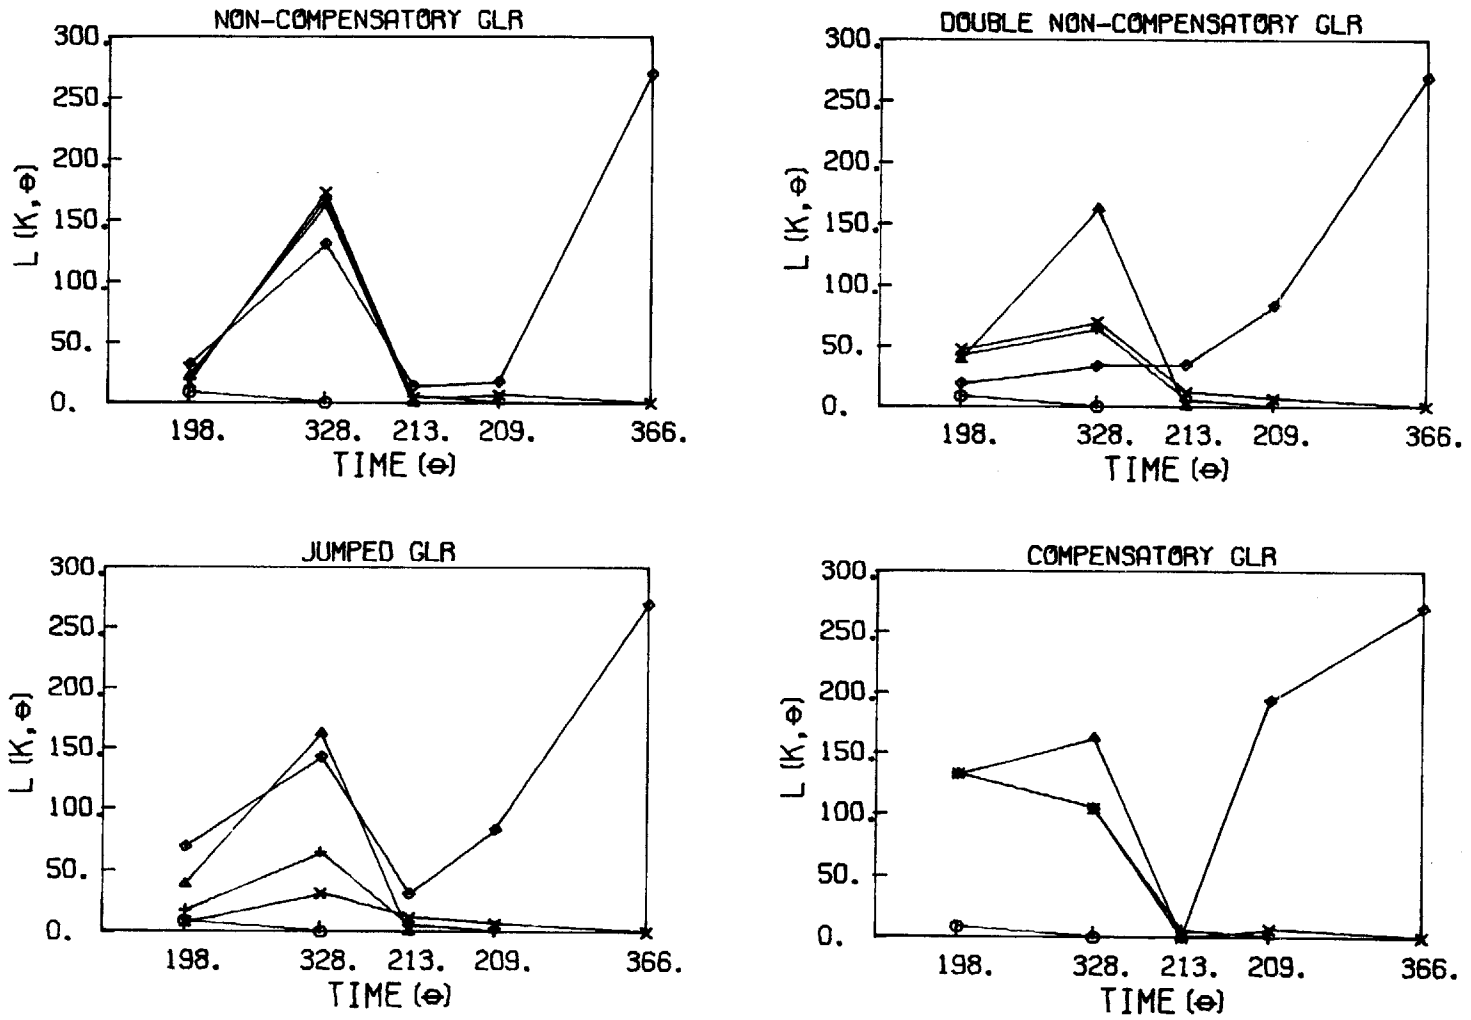 NON-COMPENSATORY GLR
300.
250.
200.
150.
100.
50.
0.
L (K,Θ)
198. 328. 213. 209. 366.
TIME (Θ)
DOUBLE NON-COMPENSATORY GLR
300.
250.
200.
150.
100.
50.
0.
L (K,Θ)
198. 328. 213. 209. 366.
TIME (Θ)
JUMPED GLR
300.
250.
200.
150.
100.
50.
0.
L (K,Θ)
198. 328. 213. 209. 366.
TIME (Θ)
COMPENSATORY GLR
300.
250.
200.
150.
100.
50.
0.
L (K,Θ)
198. 328. 213. 209. 366.
TIME (Θ)